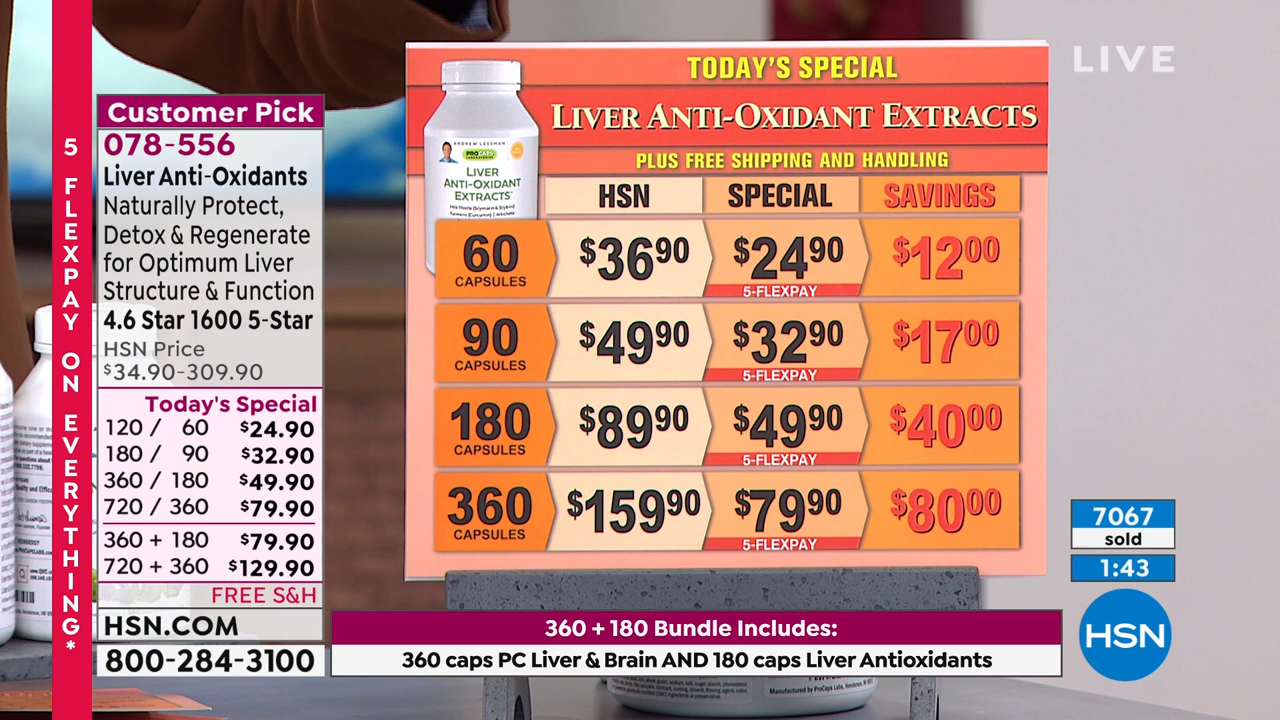 LIVE
5
FLEXPAY
ON
EVERYTHING*
Customer Pick
078-556
Liver Anti-Oxidants
Naturally Protect,
Detox & Regenerate
for Optimum Liver
Structure & Function
4.6 Star 1600 5-Star
HSN Price
$34.90-309.90
Today's Special
120 / 60 $24.90
180 / 90 $32.90
360 / 180 $49.90
720 / 360 $79.90
360 + 180 $79.90
720 + 360 $129.90
FREE S&H
HSN.COM
800-284-3100
TODAY'S SPECIAL
LIVER ANTI-OXIDANT EXTRACTS
PLUS FREE SHIPPING AND HANDLING
HSN SPECIAL SAVINGS
60 CAPSULES $36.90 $24.90 5-FLEXPAY $12.00
90 CAPSULES $49.90 $32.90 5-FLEXPAY $17.00
180 CAPSULES $89.90 $49.90 5-FLEXPAY $40.00
360 CAPSULES $159.90 $79.90 5-FLEXPAY $80.00
ANDREW LESSMAN
PROCAPS
LABORATORIES
LIVER
ANTI-OXIDANT
EXTRACTS
7067
sold
1:43
HSN
360 + 180 Bundle Includes:
360 caps PC Liver & Brain AND 180 caps Liver Antioxidants